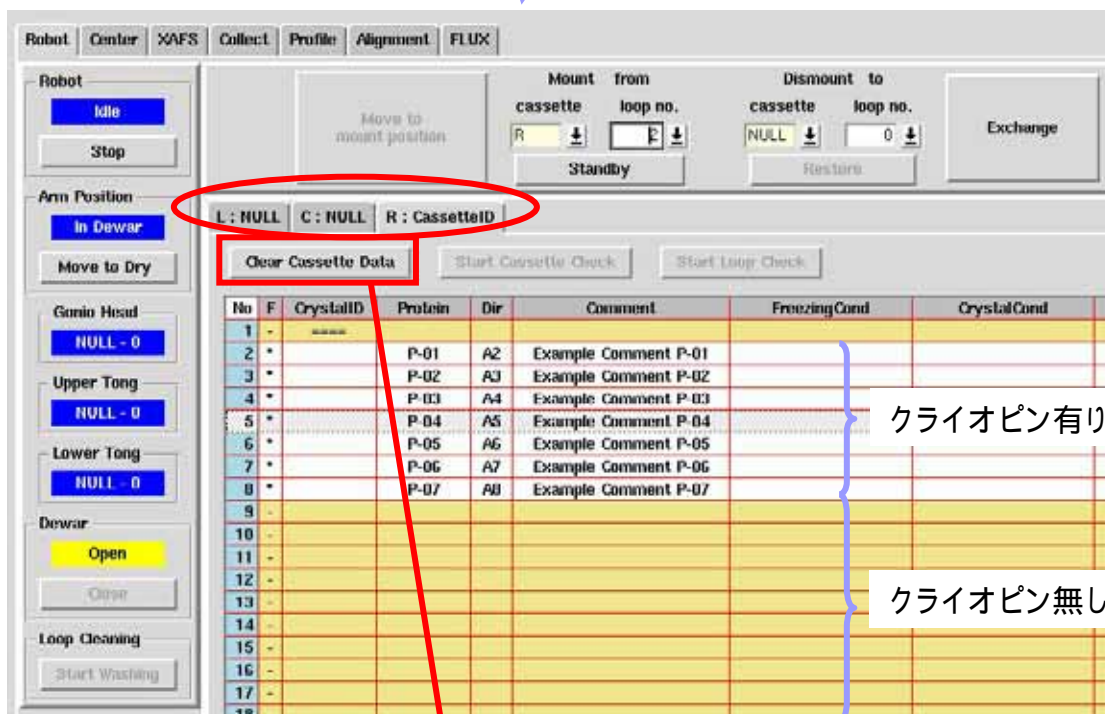 Robot Center XAFS Collect Profile Alignment FLUX
Robot
Idle
Stop
Arm Position
In Dewar
Move to Dry
Gonio Head
NULL - 0
Upper Tong
NULL - 0
Lower Tong
NULL - 0
Dewar
Open
Close
Loop Cleaning
Start Washing
Move to
mount position
Mount from
cassette loop no.
R 2
Standby
Dismount to
cassette loop no.
NULL 0
Restore
Exchange
L : NULL C : NULL R : CassetteID
Clear Cassette Data Start Cassette Check Start Loop Check
No F CrystalID Protein Dir Comment FreezingCond CrystalCond
1 - ====
2 * P-01 A2 Example Comment P-01
3 * P-02 A3 Example Comment P-02
4 * P-03 A4 Example Comment P-03
5 * P-04 A5 Example Comment P-04
6 * P-05 A6 Example Comment P-05
7 * P-06 A7 Example Comment P-06
8 * P-07 A8 Example Comment P-07
9 -
10 -
11 -
12 -
13 -
14 -
15 -
16 -
17 -
18
クライオピン有り
クライオピン無し